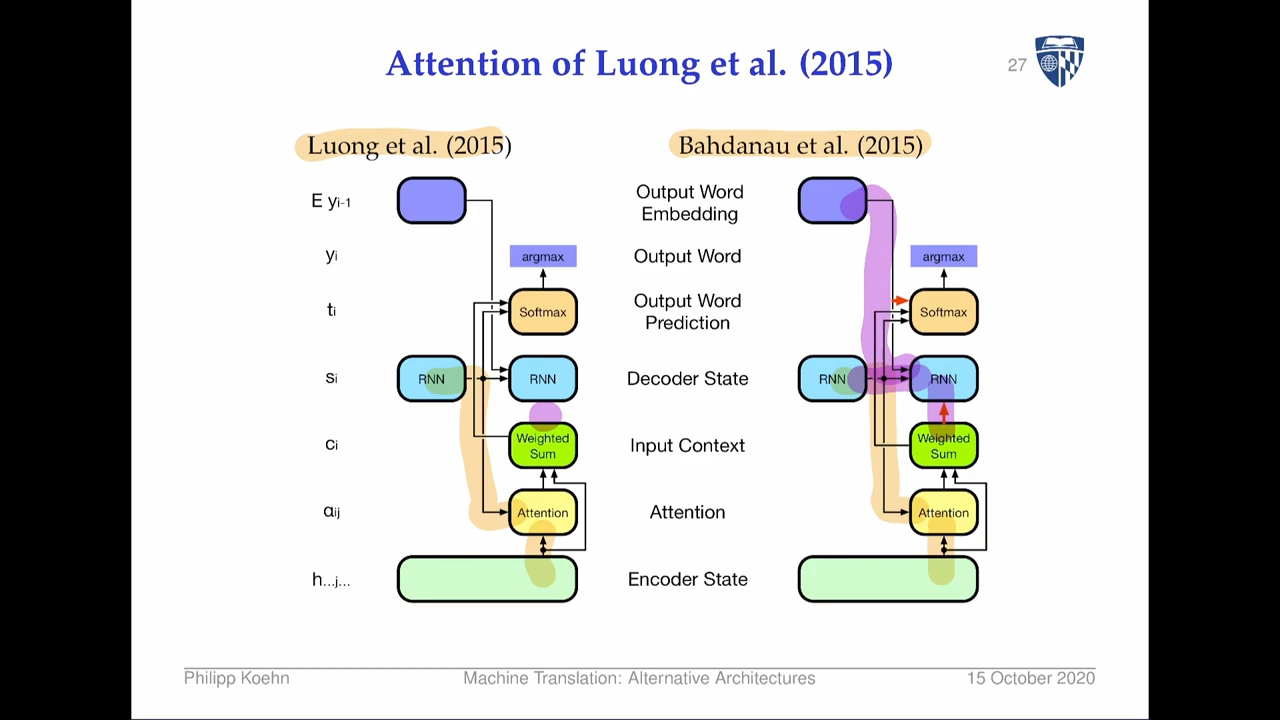 Attention of Luong et al. (2015)
27
Luong et al. (2015)
Bahdanau et al. (2015)
E yi-1
Output Word
Embedding
yi
argmax
Output Word
argmax
ti
Softmax
Output Word
Prediction
Softmax
si
RNN
RNN
Decoder State
RNN
RNN
ci
Weighted
Sum
Input Context
Weighted
Sum
αij
Attention
Attention
Attention
h...j...
Encoder State
Philipp Koehn
Machine Translation: Alternative Architectures
15 October 2020